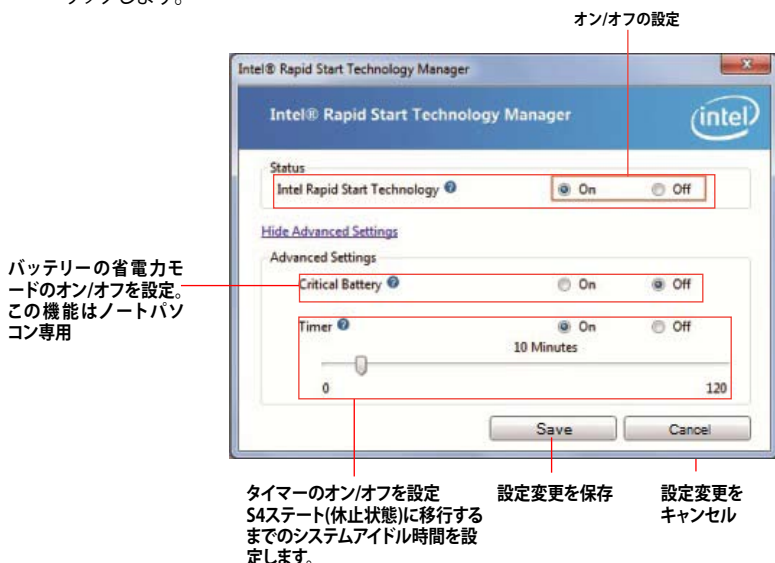 リックします。
オン/オフの設定
Intel® Rapid Start Technology Manager
Intel® Rapid Start Technology Manager
intel
Status
Intel Rapid Start Technology
On
Off
Hide Advanced Settings
Advanced Settings
Critical Battery
On
Off
バッテリーの省電力モ
ードのオン/オフを設定。
この機能はノートパソ
コン専用
Timer
On
Off
10 Minutes
0
120
Save
Cancel
タイマーのオン/オフを設定
S4ステート(休止状態)に移行する
までのシステムアイドル時間を設
定します。
設定変更を保存
設定変更を
キャンセル